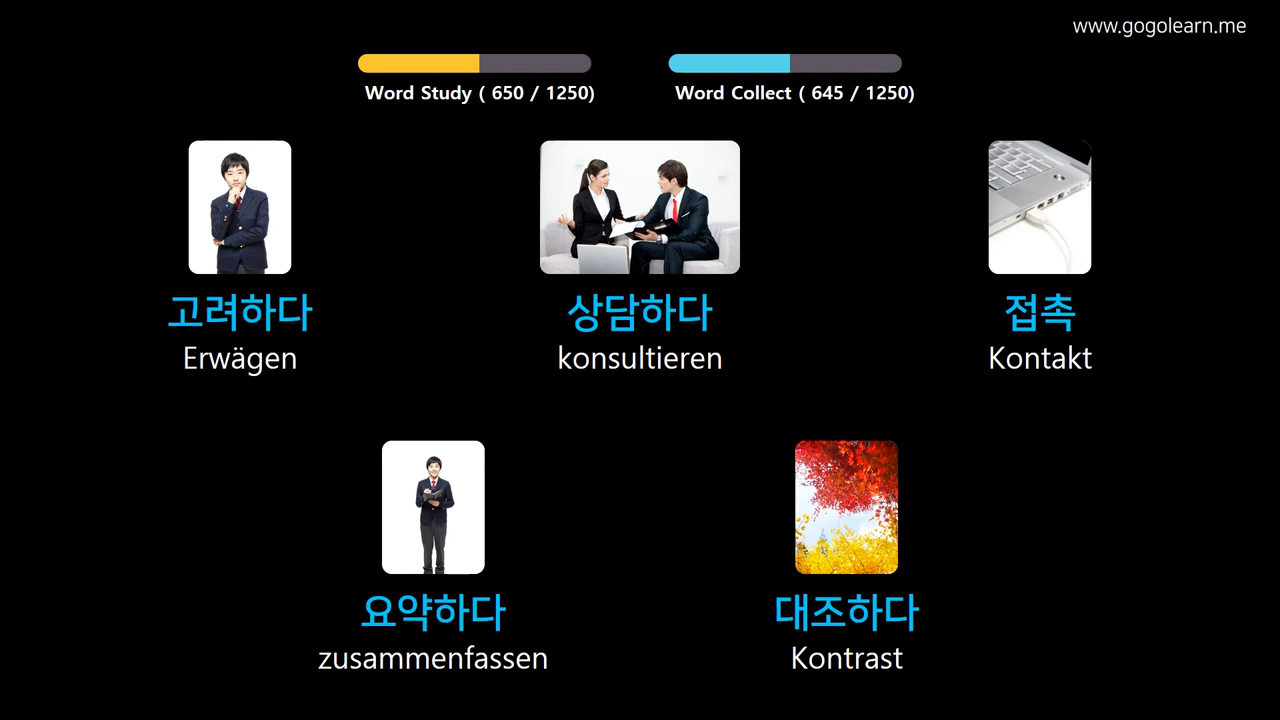 www.gogolearn.me
Word Study ( 650 / 1250)
Word Collect ( 645 / 1250)
고려하다
Erwägen
상담하다
konsultieren
접촉
Kontakt
요약하다
zusammenfassen
대조하다
Kontrast